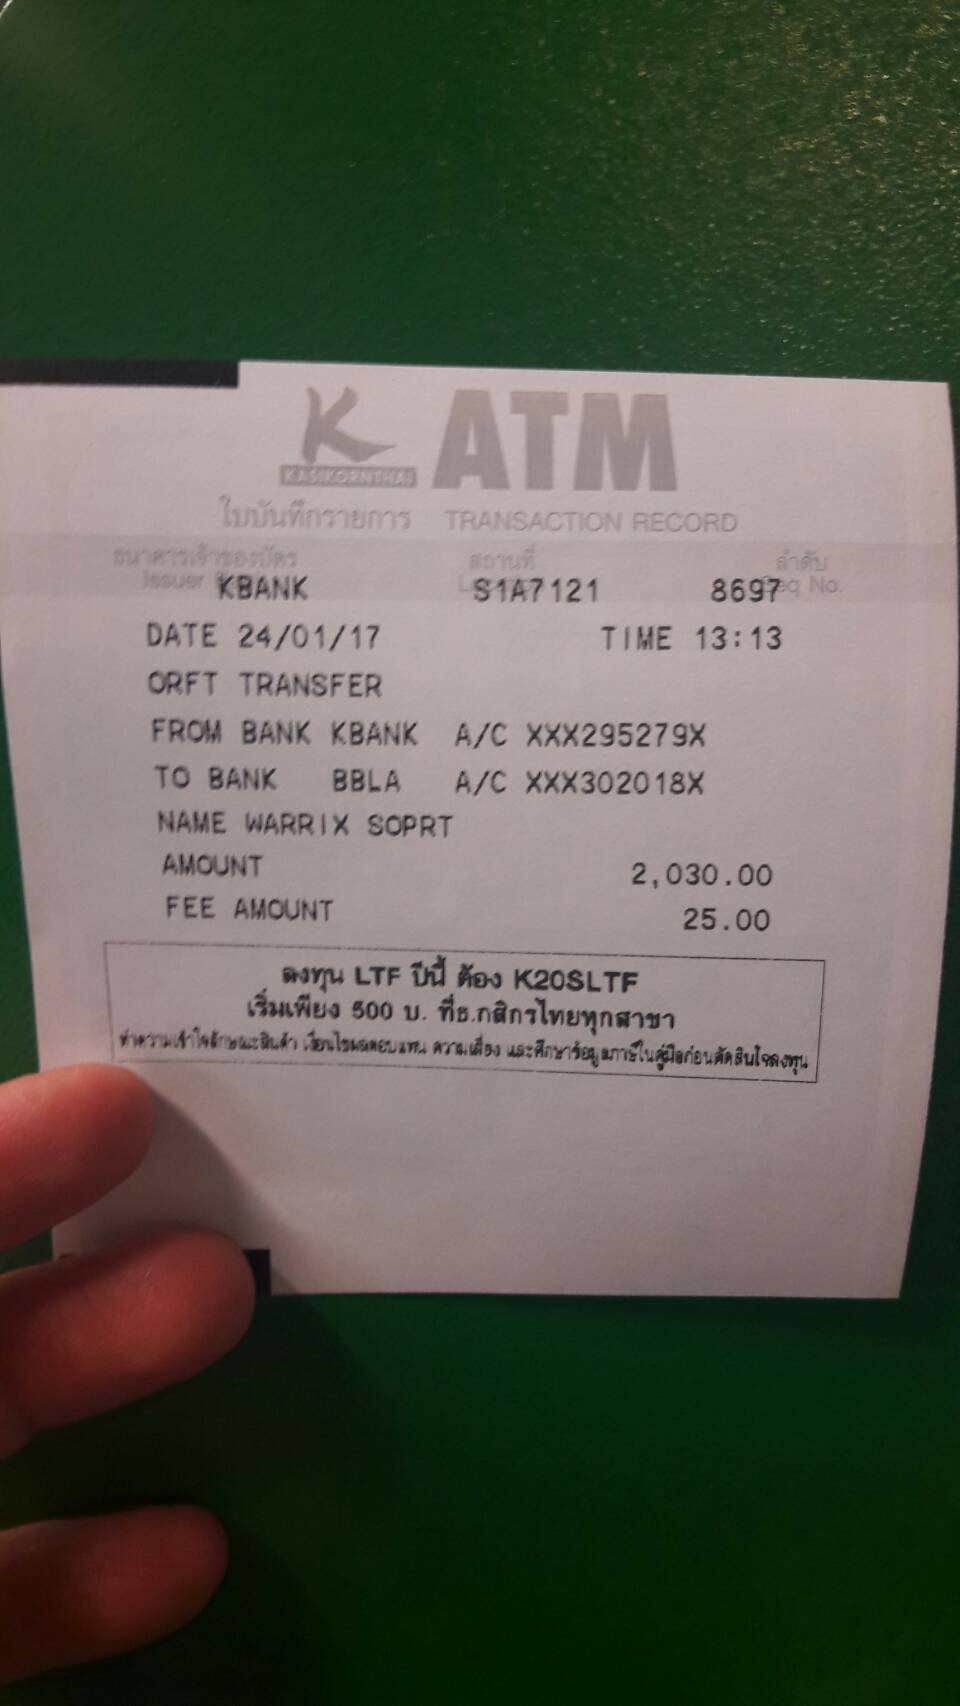 K ATM
KASIKORNTHAI
ใบบันทึกรายการ TRANSACTION RECORD
ธนาคารเจ้าของบัตร สถานที่ ลำดับ
Issuer Seq No.
KBANK S1A7121 8697
DATE 24/01/17 TIME 13:13
ORFT TRANSFER
FROM BANK KBANK A/C XXX295279X
TO BANK BBLA A/C XXX302018X
NAME WARRIX SOPRT
AMOUNT 2,030.00
FEE AMOUNT 25.00
ลงทุน LTF ปีนี้ ต้อง K20SLTF
เริ่มเพียง 500 บ. ที่ธ.กสิกรไทยทุกสาขา
ทำความเข้าใจลักษณะสินค้า เงื่อนไขผลตอบแทน ความเสี่ยง และศึกษาข้อมูลภาษีในคู่มือก่อนตัดสินใจลงทุน